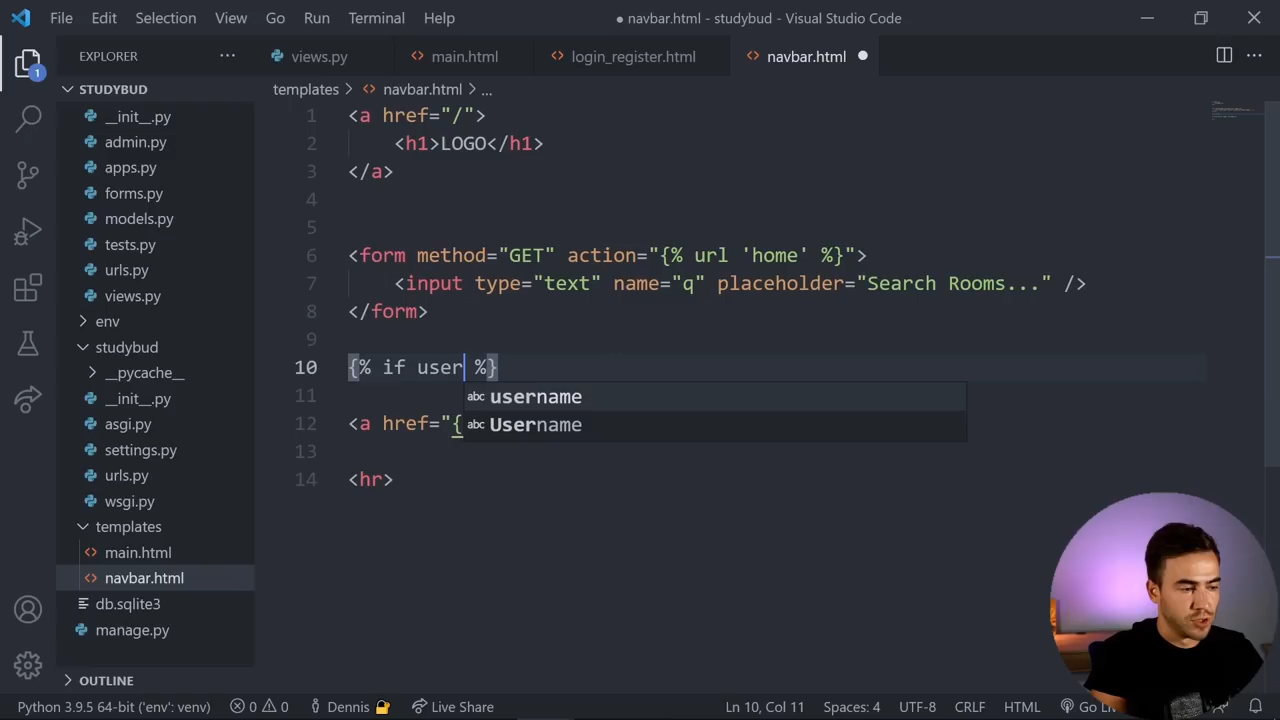 File Edit Selection View Go Run Terminal Help
● navbar.html - studybud - Visual Studio Code
1
EXPLORER ...
views.py
main.html
login_register.html
navbar.html
...
STUDYBUD
templates > navbar.html > ...
__init__.py
admin.py
apps.py
forms.py
models.py
tests.py
urls.py
views.py
env
studybud
__pycache__
__init__.py
asgi.py
settings.py
urls.py
wsgi.py
templates
main.html
navbar.html
db.sqlite3
manage.py
OUTLINE
1 <a href="/">
2 <h1>LOGO</h1>
3 </a>
4
5
6 <form method="GET" action="{% url 'home' %}">
7 <input type="text" name="q" placeholder="Search Rooms..." />
8 </form>
9
10 {% if user %}
11
abc username
abc Username
12 <a href="{
13
14 <hr>
Python 3.9.5 64-bit ('env': venv) 0 0 Dennis Live Share Ln 10, Col 11 Spaces: 4 UTF-8 CRLF HTML Go Li